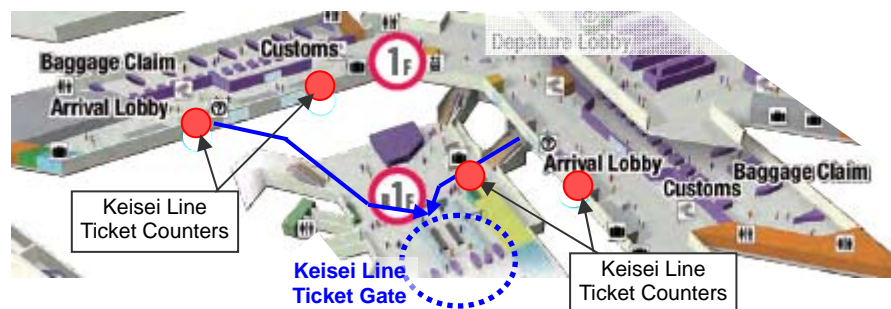 Depature Lobby
Customs
1F
Baggage Claim
Arrival Lobby
Arrival Lobby
Baggage Claim
Customs
B1F
Keisei Line
Ticket Counters
Keisei Line
Ticket Gate
Keisei Line
Ticket Counters